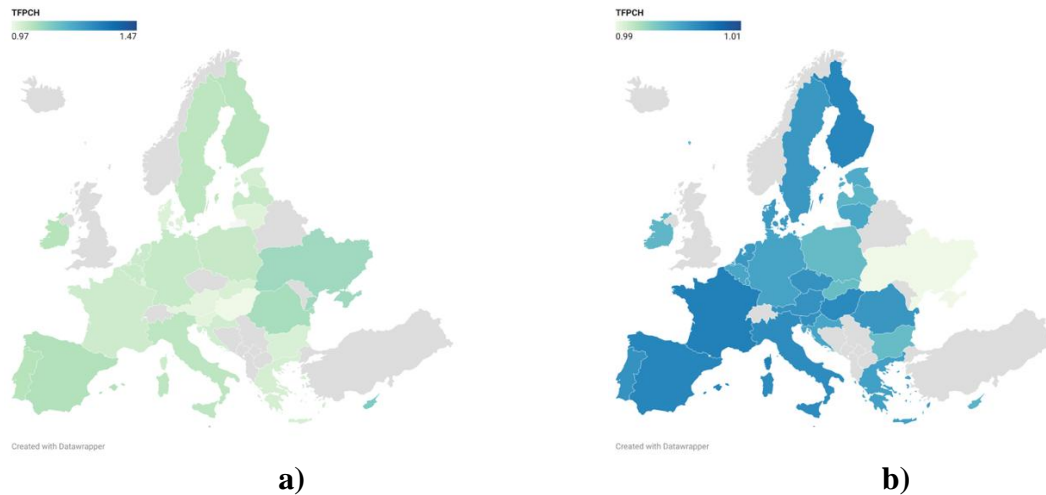 TFPCH
0.97 1.47
Created with Datawrapper
a)
TFPCH
0.99 1.01
Created with Datawrapper
b)